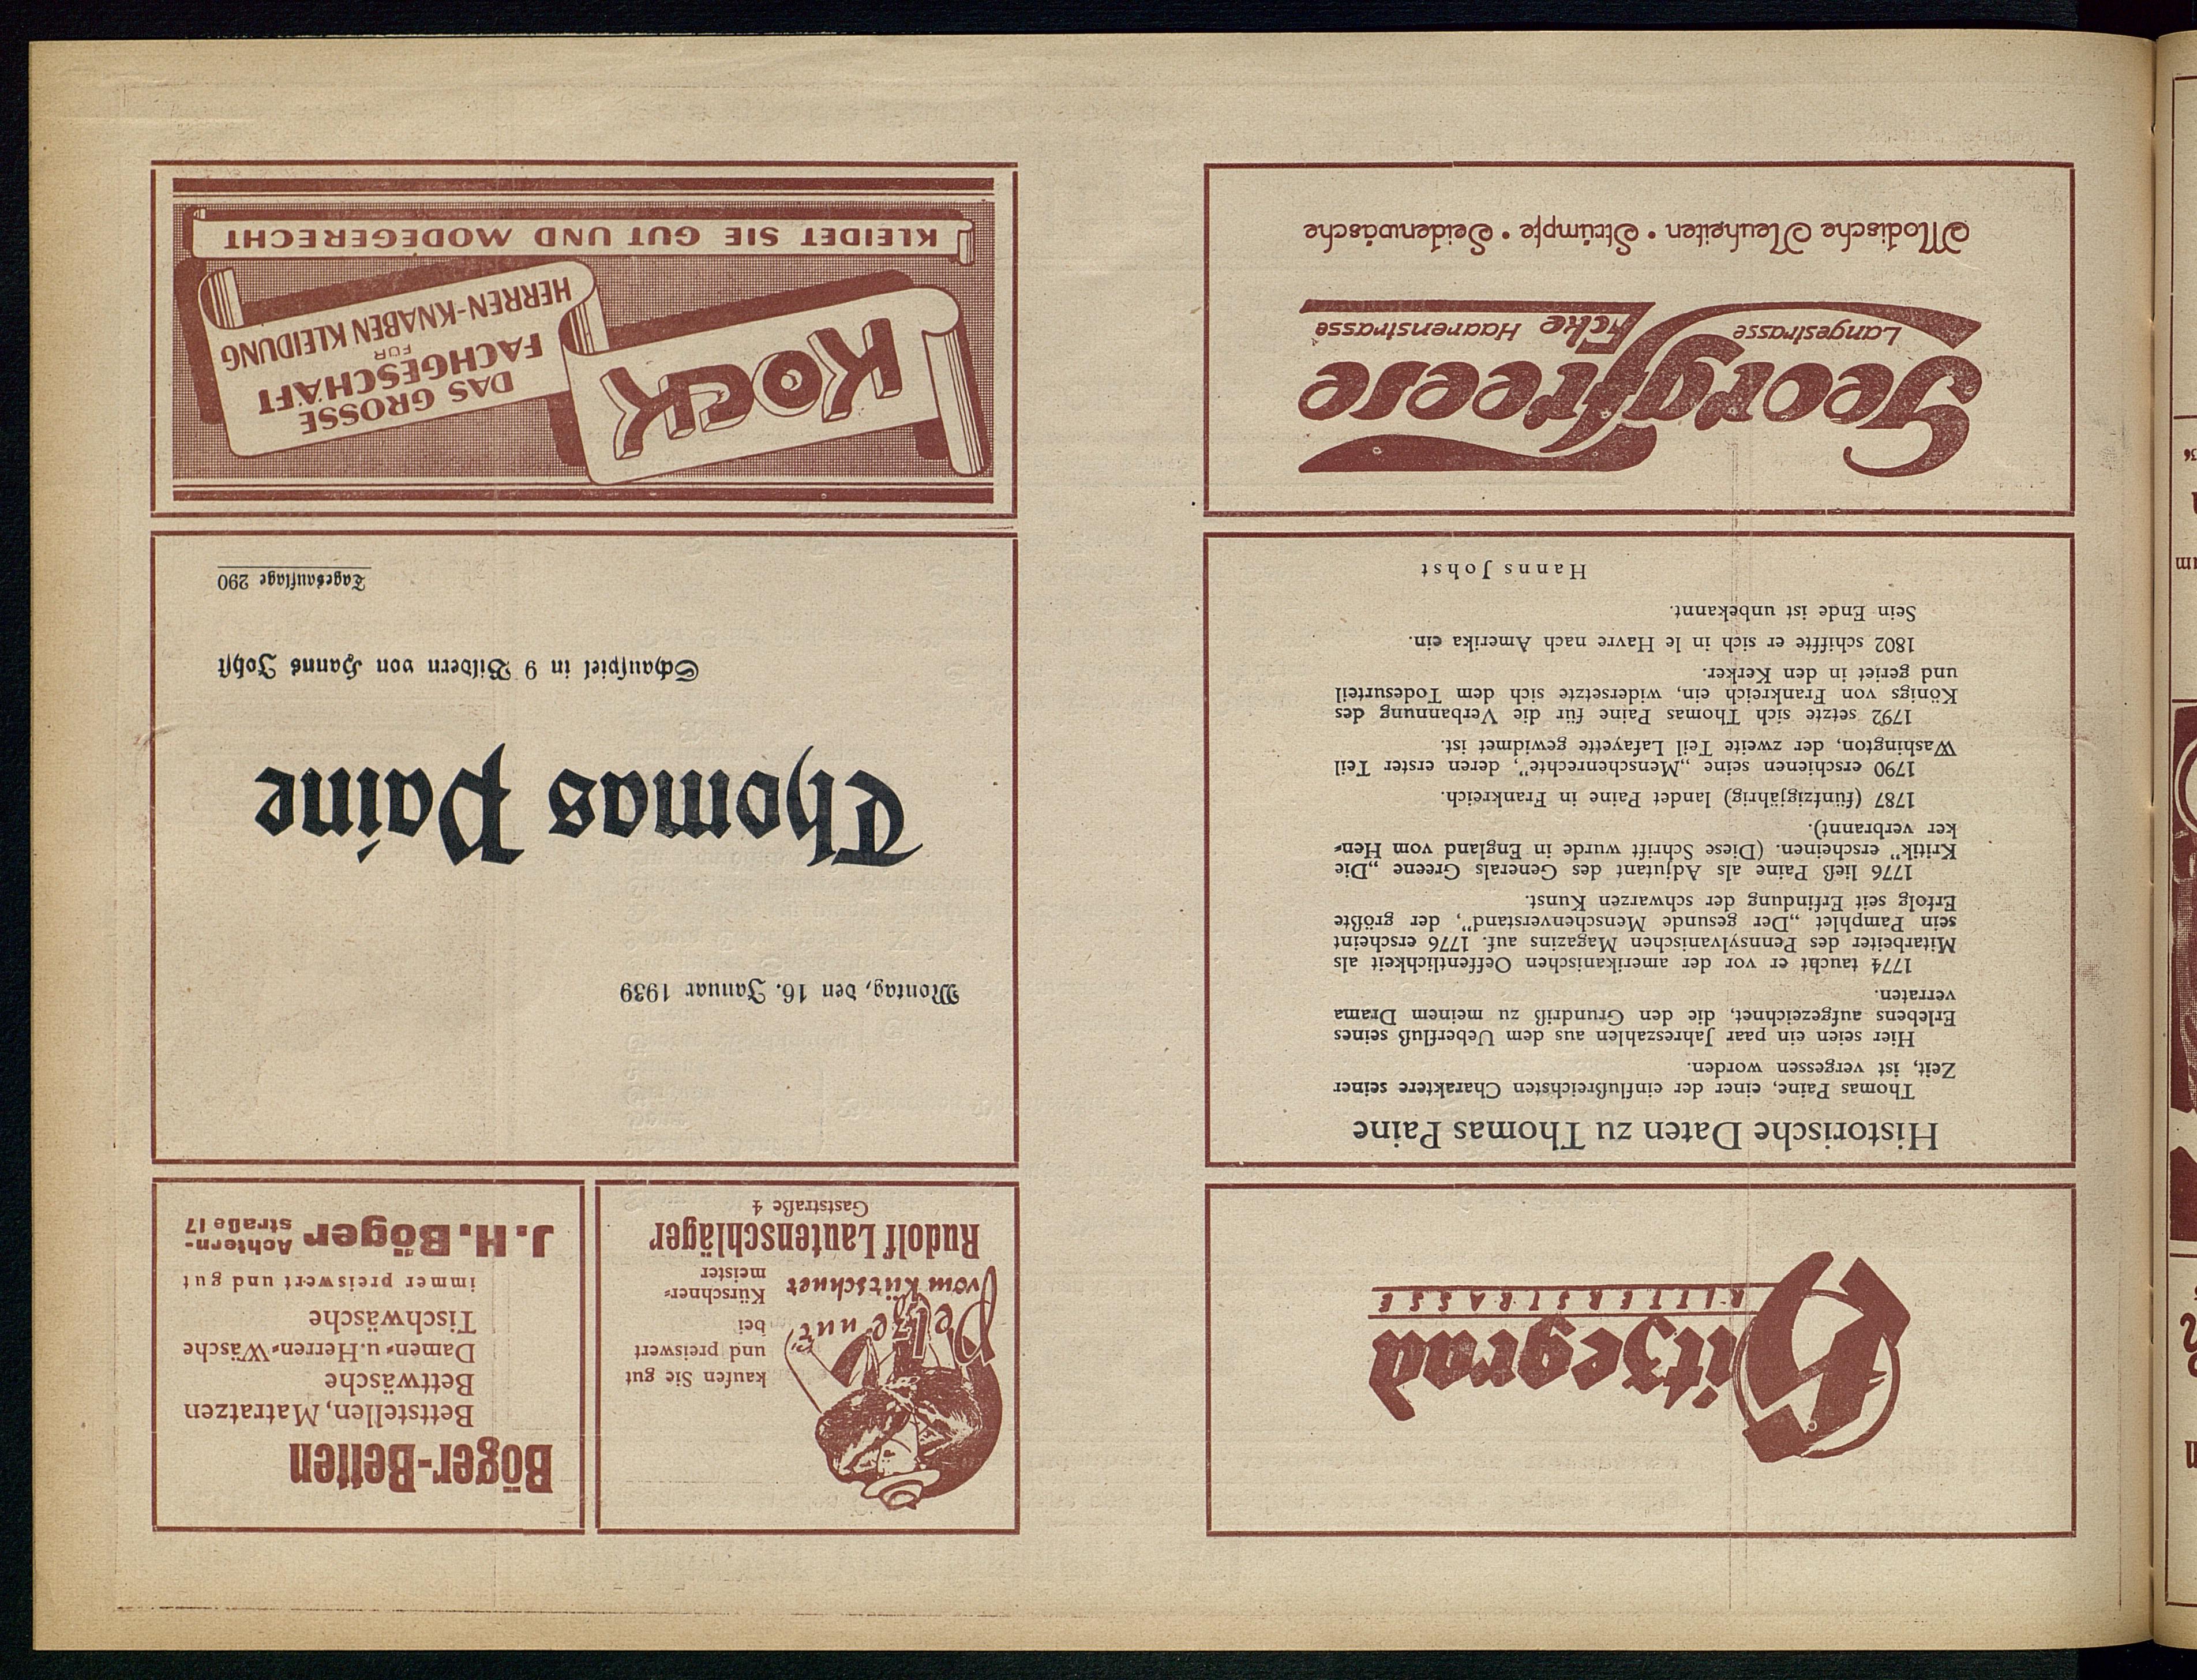 Hitzegrad
RITTERSTRASSE
Historische Daten zu Thomas Paine
Thomas Paine, einer der einflußreichsten Charaktere seiner
Zeit, ist vergessen worden.
Hier seien ein paar Jahreszahlen aus dem Ueberfluß seines
Erlebens aufgezeichnet, die den Grundriß zu meinem Drama
verraten.
1774 taucht er vor der amerikanischen Oeffentlichkeit als
Mitarbeiter des Pennsylvanischen Magazins auf. 1776 erscheint
sein Pamphlet „Der gesunde Menschenverstand“, der größte
Erfolg seit Erfindung der schwarzen Kunst.
1776 ließ Paine als Adjutant des Generals Greene „Die
Kritik“ erscheinen. (Diese Schrift wurde in England vom Hen-
ker verbrannt).
1787 (fünfzigjährig) landet Paine in Frankreich.
1790 erschienen seine „Menschenrechte“, deren erster Teil
Washington, der zweite Teil Lafayette gewidmet ist.
1792 setzte sich Thomas Paine für die Verbannung des
Königs von Frankreich ein, widersetzte sich dem Todesurteil
und geriet in den Kerker.
1802 schiffte er sich in le Havre nach Amerika ein.
Sein Ende ist unbekannt.
Hanns Johst
Georg Freese
Langestrasse Ecke Haarenstrasse
Modische Neuheiten • Strümpfe • Seidenwäsche
Pelze nur
vom Kürschner
kaufen Sie gut
und preiswert
bei
Kürschner-
meister
Rudolf Lautenschläger
Gaststraße 4
Böger-Betten
Bettstellen, Matratzen
Bettwäsche
Damen- u. Herren-Wäsche
Tischwäsche
immer preiswert und gut
J. H. Böger Achtern-
straße 17
Montag, den 16. Januar 1939
Thomas Paine
Schauspiel in 9 Bildern von Hanns Johst
Tagesauflage 290
KOCK
DAS GROSSE
FACHGESCHÄFT
FÜR
HERREN-KNABEN KLEIDUNG
KLEIDET SIE GUT UND MODEGERECHT